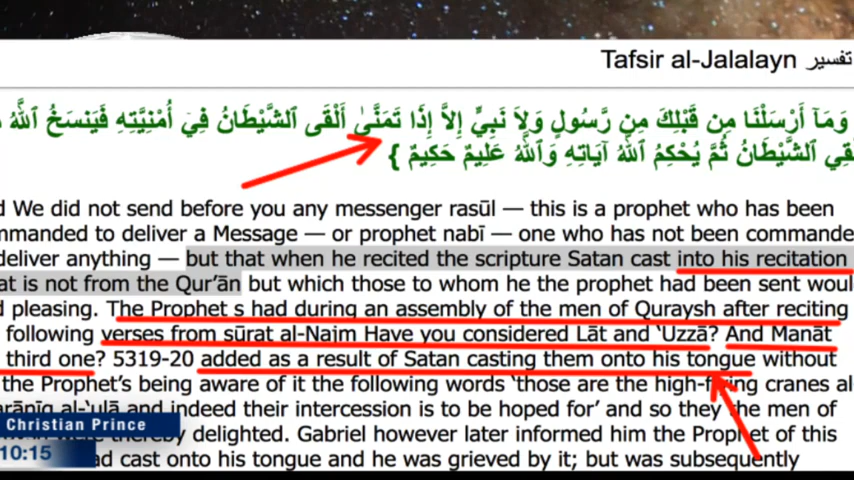 Tafsir al-Jalalayn تفسير
وَمَآ أَرْسَلْنَا مِن قَبْلِكَ مِن رَّسُولٍ وَلاَ نَبِيٍّ إِلاَّ إِذَا تَمَنَّىٰ أَلْقَى ٱلشَّيْطَانُ فِيۤ أُمْنِيَّتِهِ فَيَنسَخُ ٱللَّهُ
ٱلشَّيْطَانُ ثُمَّ يُحْكِمُ ٱللَّهُ آيَاتِهِ وَٱللَّهُ عَلِيمٌ حَكِيمٌ }
We did not send before you any messenger rasūl — this is a prophet who has been
to deliver a Message — or prophet nabī — one who has not been
deliver anything — but that when he recited the scripture Satan cast into his recitation
is not from the Qur'ān but which those to whom he the prophet had been sent
pleasing. The Prophet s had during an assembly of the men of Quraysh after reciting
following verses from sūrat al-Najm Have you considered Lāt and 'Uzzā? And Manāt
third one? 5319-20 added as a result of Satan casting them onto his tongue without
the Prophet's being aware of it the following words 'those are the high-flying cranes al
al-'ulā and indeed their intercession is to be hoped for' and so they the men of
Christian Prince
thereby delighted. Gabriel however later informed him the Prophet of this
10:15
cast onto his tongue and he was grieved by it; but was subsequently